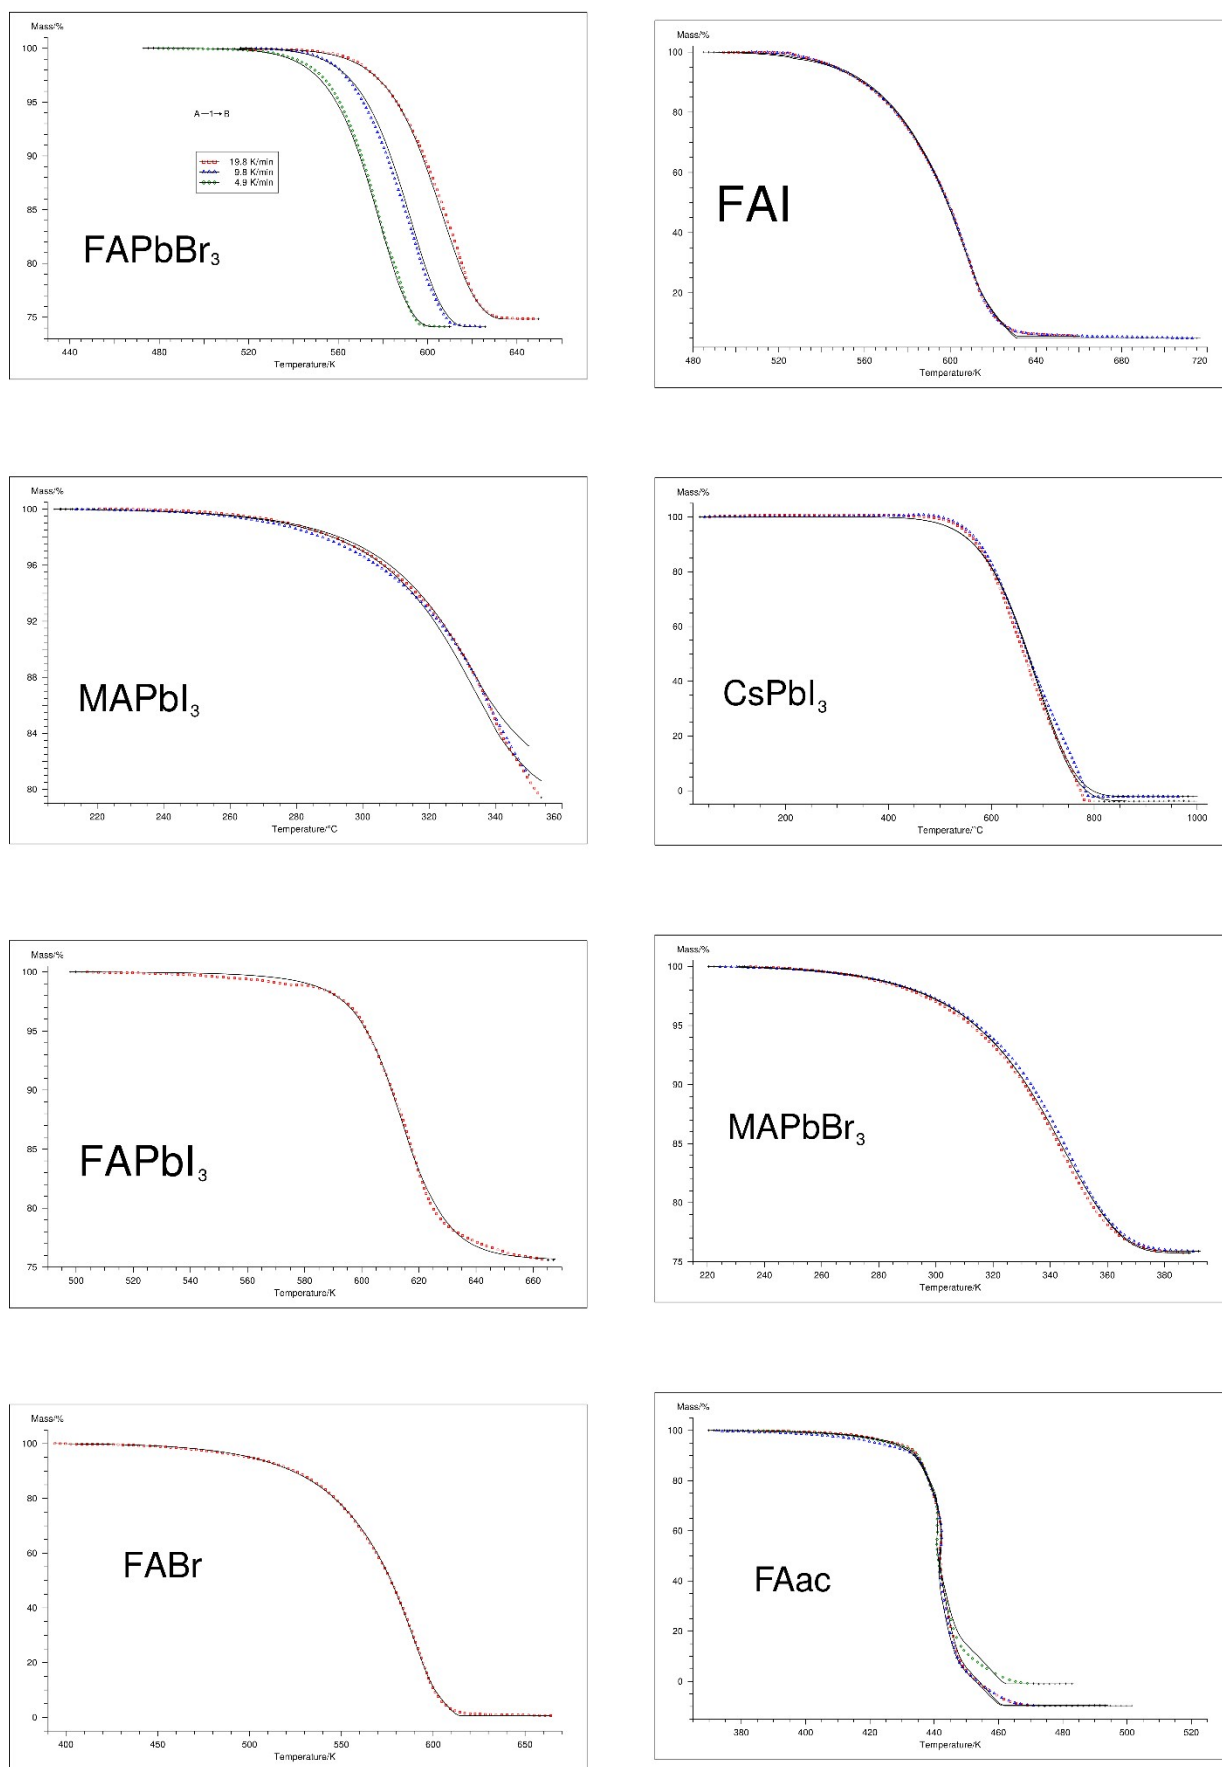 Mass/%
100
95
90
85
80
75
A—1→B
19.8 K/min
9.8 K/min
4.9 K/min
FAPbBr₃
440 480 520 560 600 640
Temperature/K
Mass/%
100
80
60
40
20
FAI
480 520 560 600 640 680 720
Temperature/K
Mass/%
100
96
92
88
84
80
MAPbI₃
220 240 260 280 300 320 340 360
Temperature/°C
Mass/%
100
80
60
40
20
0
CsPbI₃
200 400 600 800 1000
Temperature/°C
Mass/%
100
95
90
85
80
75
FAPbI₃
500 520 540 560 580 600 620 640 660
Temperature/K
Mass/%
100
95
90
85
80
75
MAPbBr₃
220 240 260 280 300 320 340 360 380
Temperature/K
Mass/%
100
80
60
40
20
0
FABr
400 450 500 550 600 650
Temperature/K
Mass/%
100
80
60
40
20
0
FAac
380 400 420 440 460 480 500 520
Temperature/K